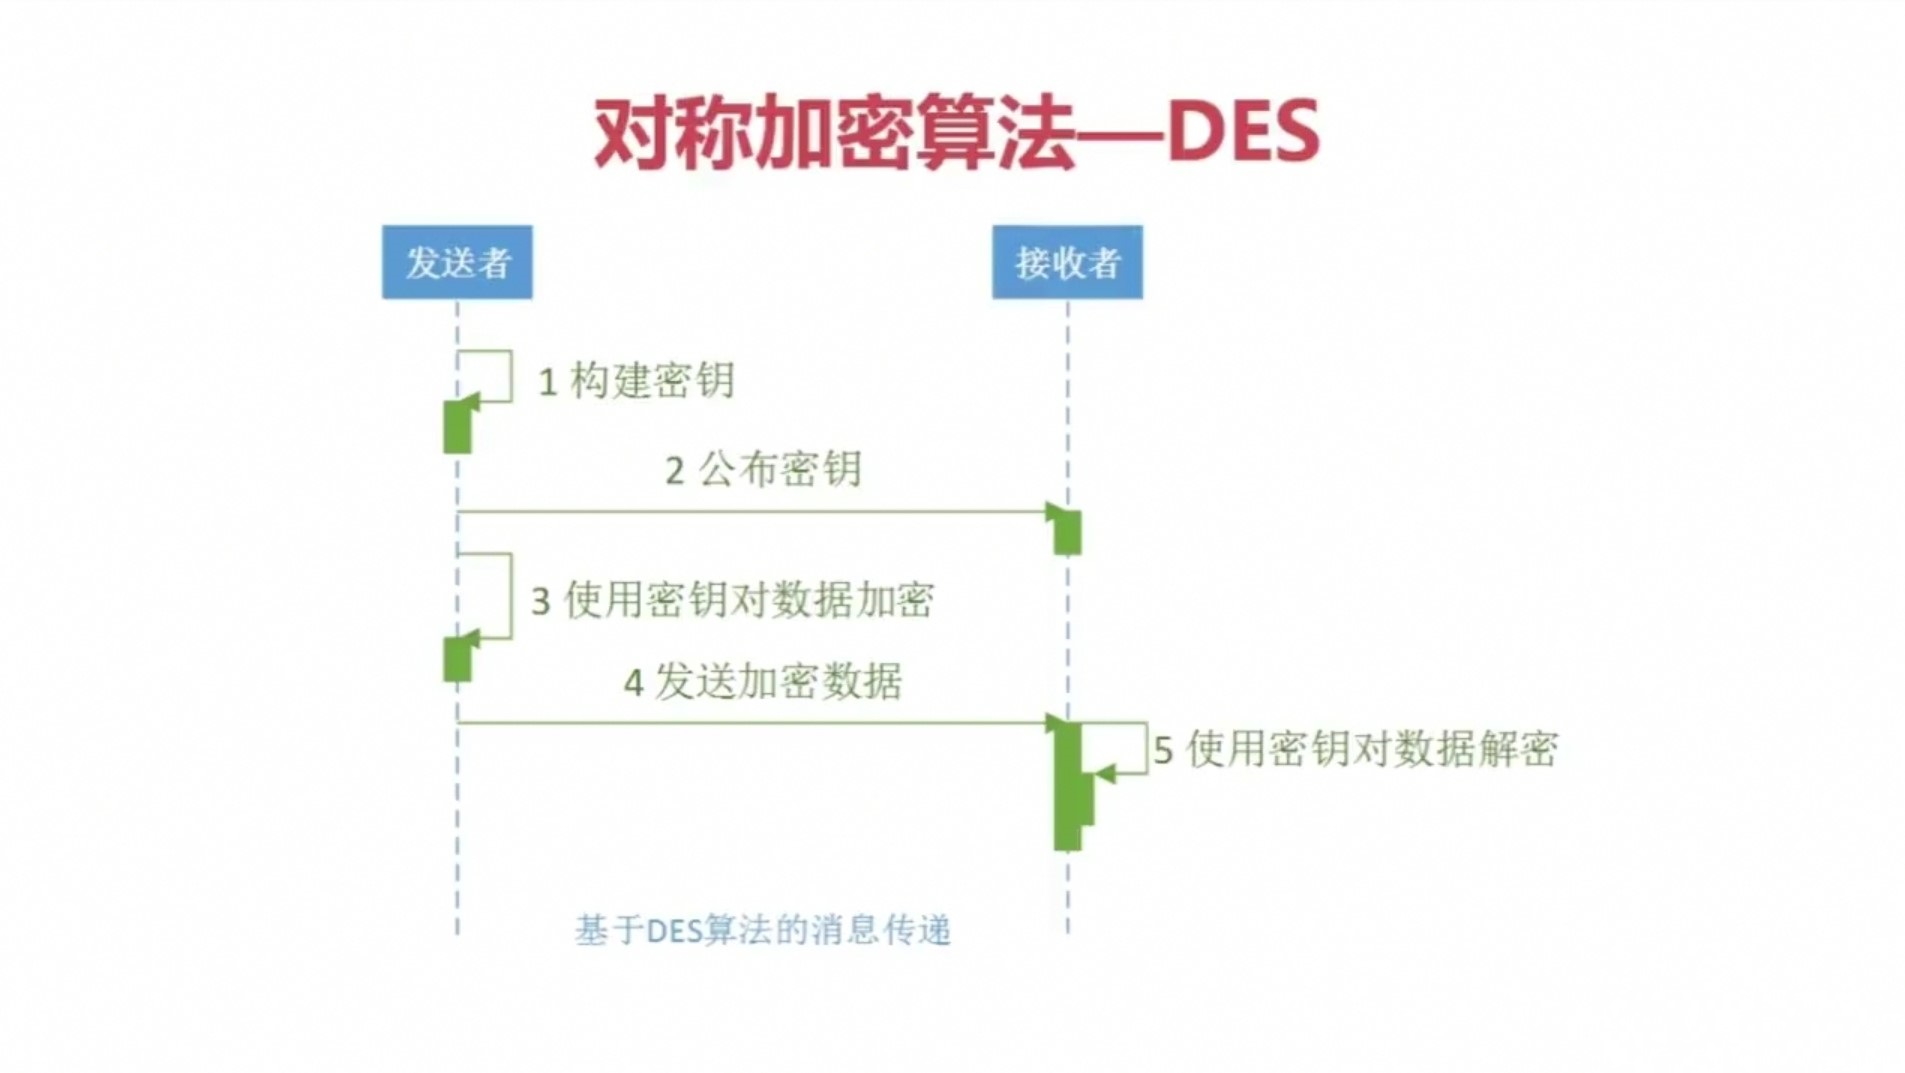 对称加密算法—DES
发送者
接收者
1 构建密钥
2 公布密钥
3 使用密钥对数据加密
4 发送加密数据
5 使用密钥对数据解密
基于DES算法的消息传递